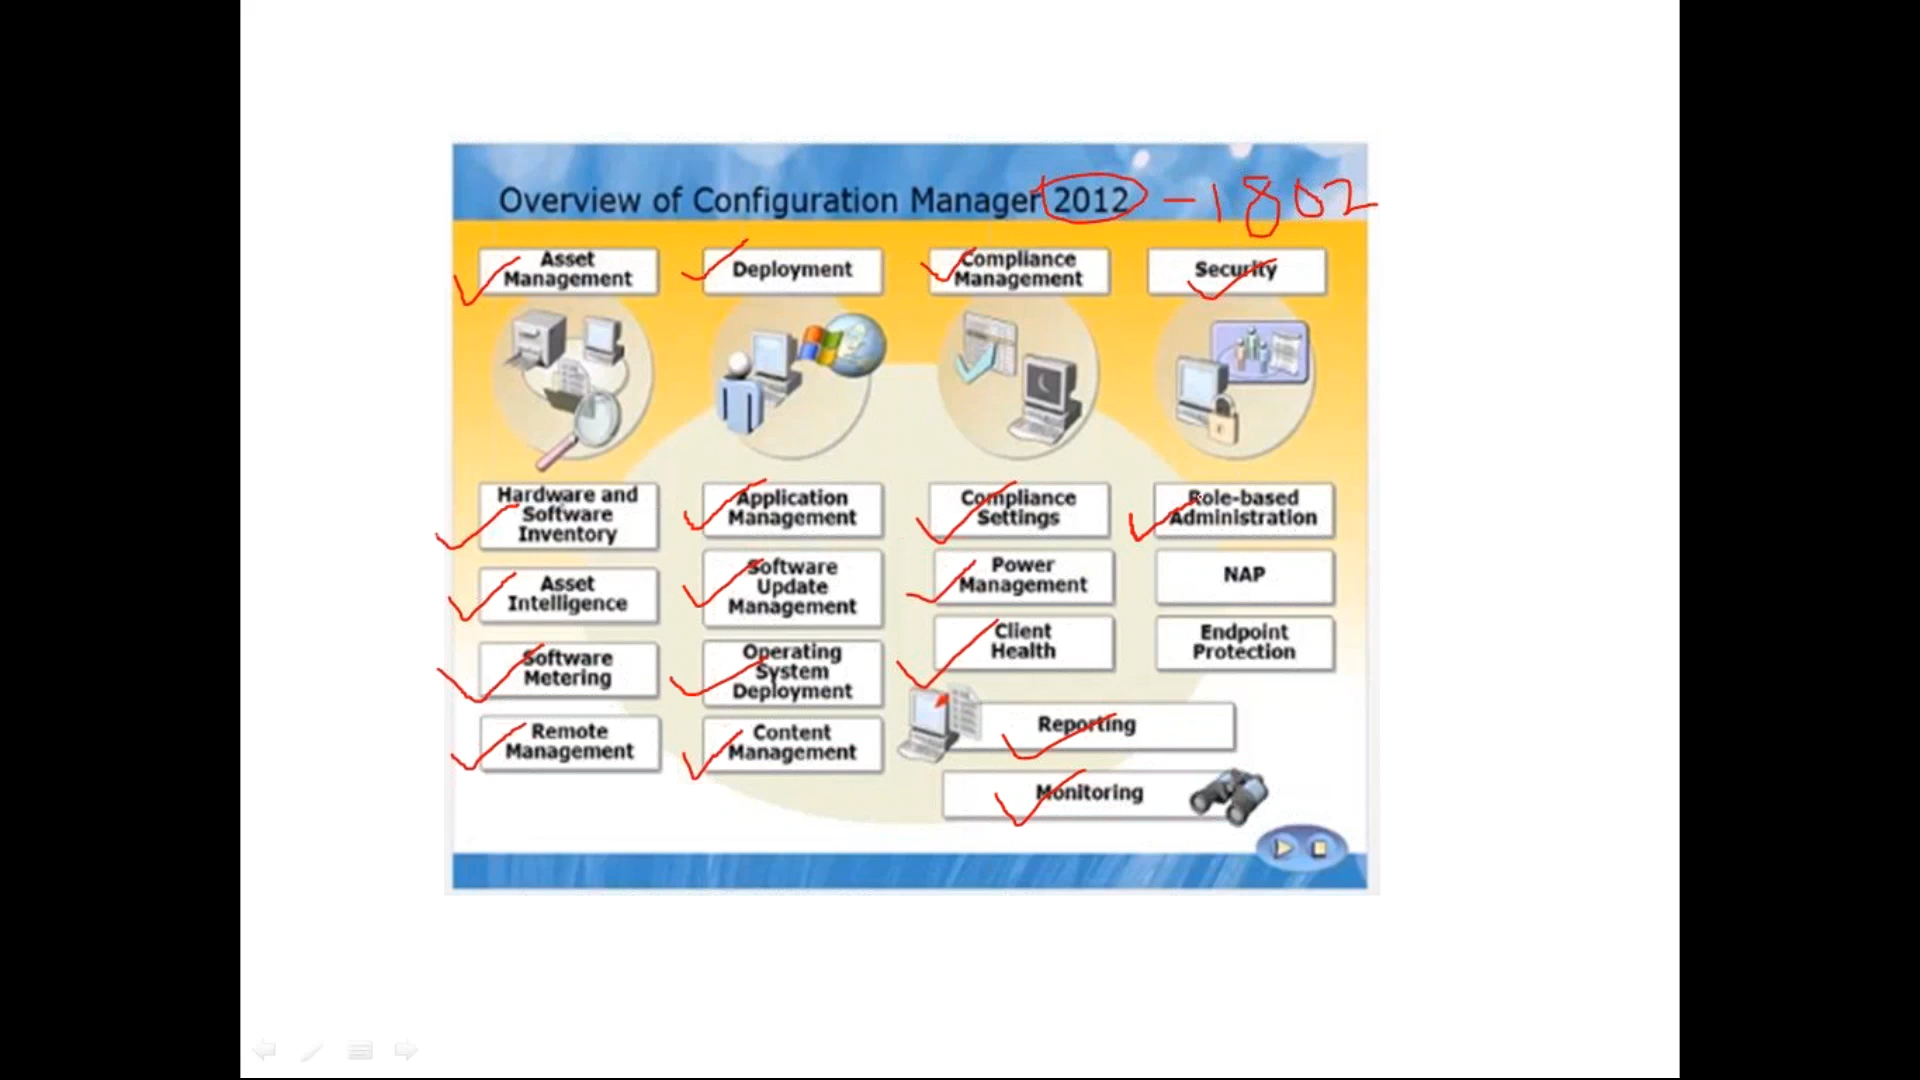 Overview of Configuration Manager 2012 - 1802
Asset
Management
Deployment
Compliance
Management
Security
Hardware and
Software
Inventory
Asset
Intelligence
Software
Metering
Remote
Management
Application
Management
Software
Update
Management
Operating
System
Deployment
Content
Management
Compliance
Settings
Power
Management
Client
Health
Role-based
Administration
NAP
Endpoint
Protection
Reporting
Monitoring